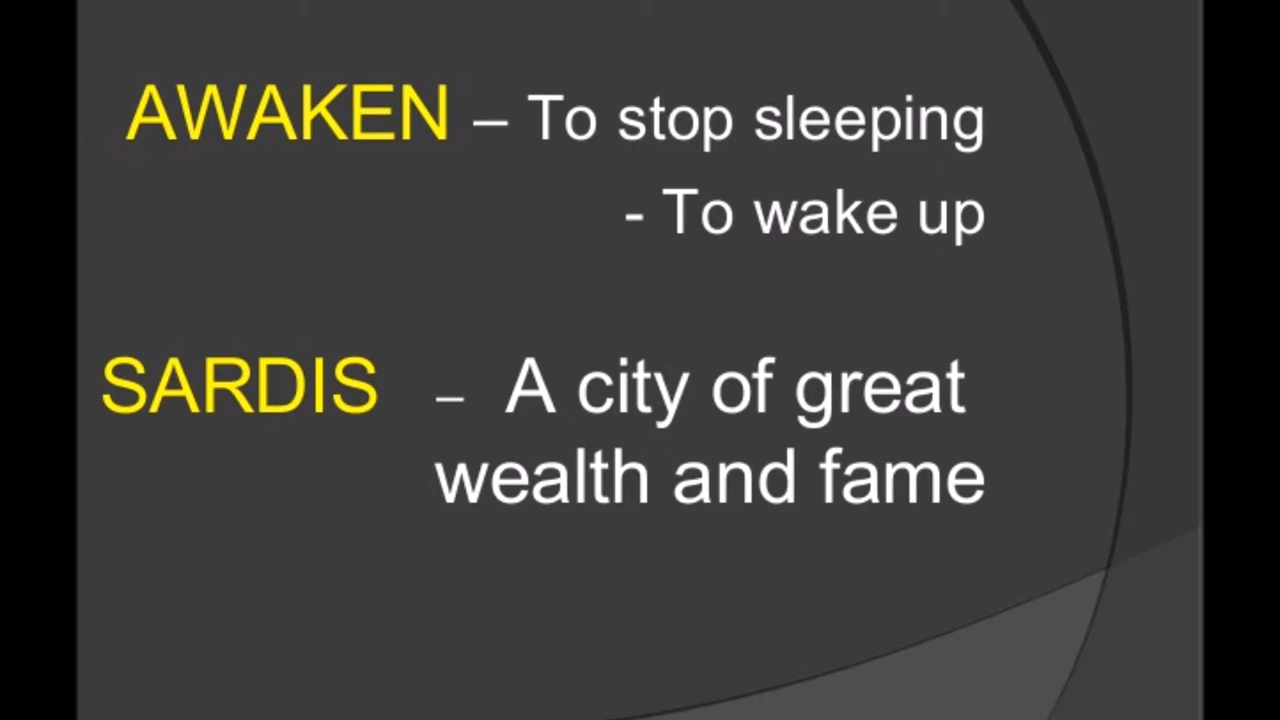 AWAKEN – To stop sleeping
- To wake up
SARDIS – A city of great
wealth and fame